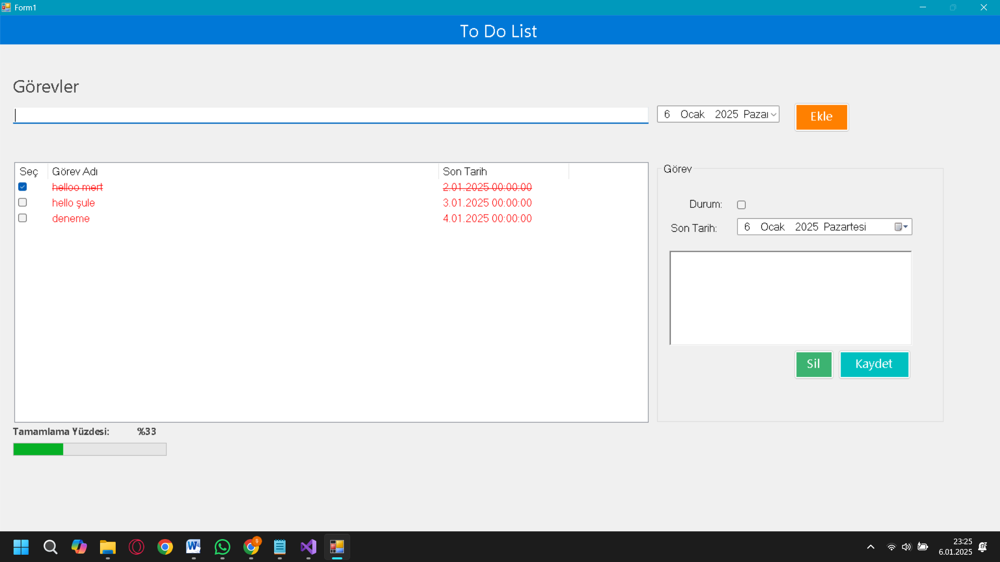 Form1
To Do List
Görevler
6 Ocak 2025 Pazar
Ekle
Seç Görev Adı Son Tarih
helloo mert 2.01.2025 00:00:00
hello şule 3.01.2025 00:00:00
deneme 4.01.2025 00:00:00
Görev
Durum:
Son Tarih: 6 Ocak 2025 Pazartesi
Sil Kaydet
Tamamlama Yüzdesi: %33
23:25
6.01.2025